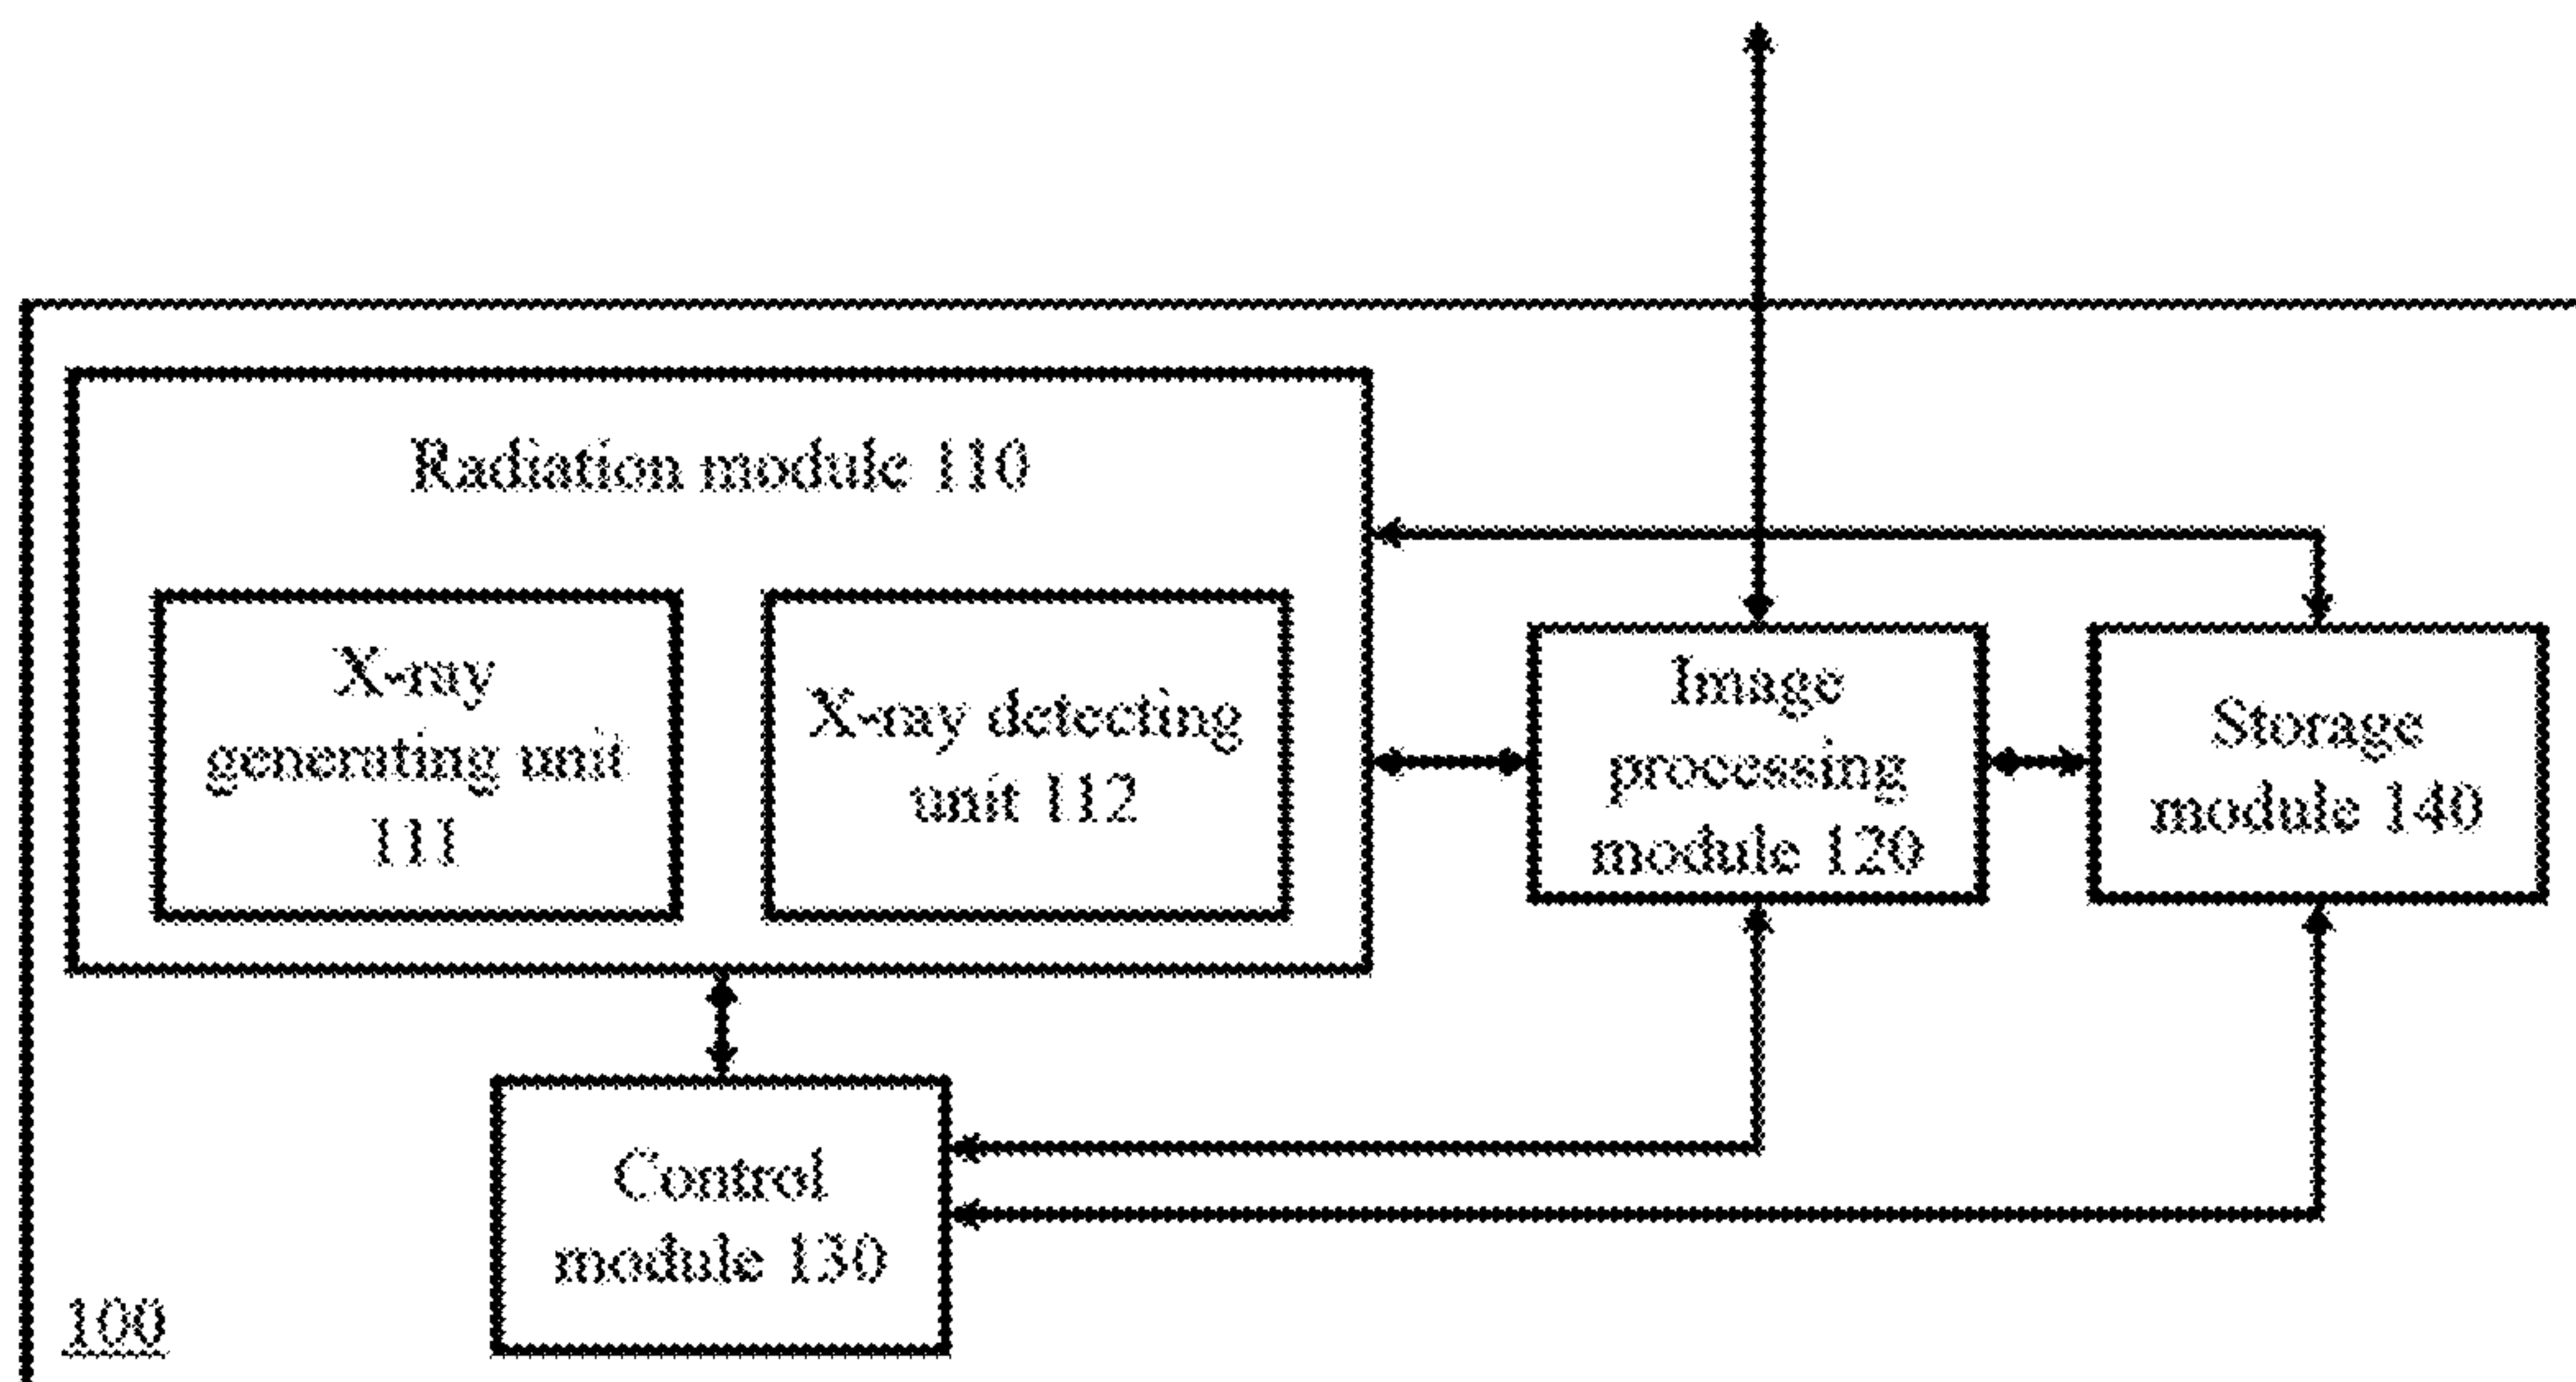 Radiation module 110
X-ray
generating unit
111
X-ray detecting
unit 112
Image
processing
module 120
Storage
module 140
Control
module 130
100